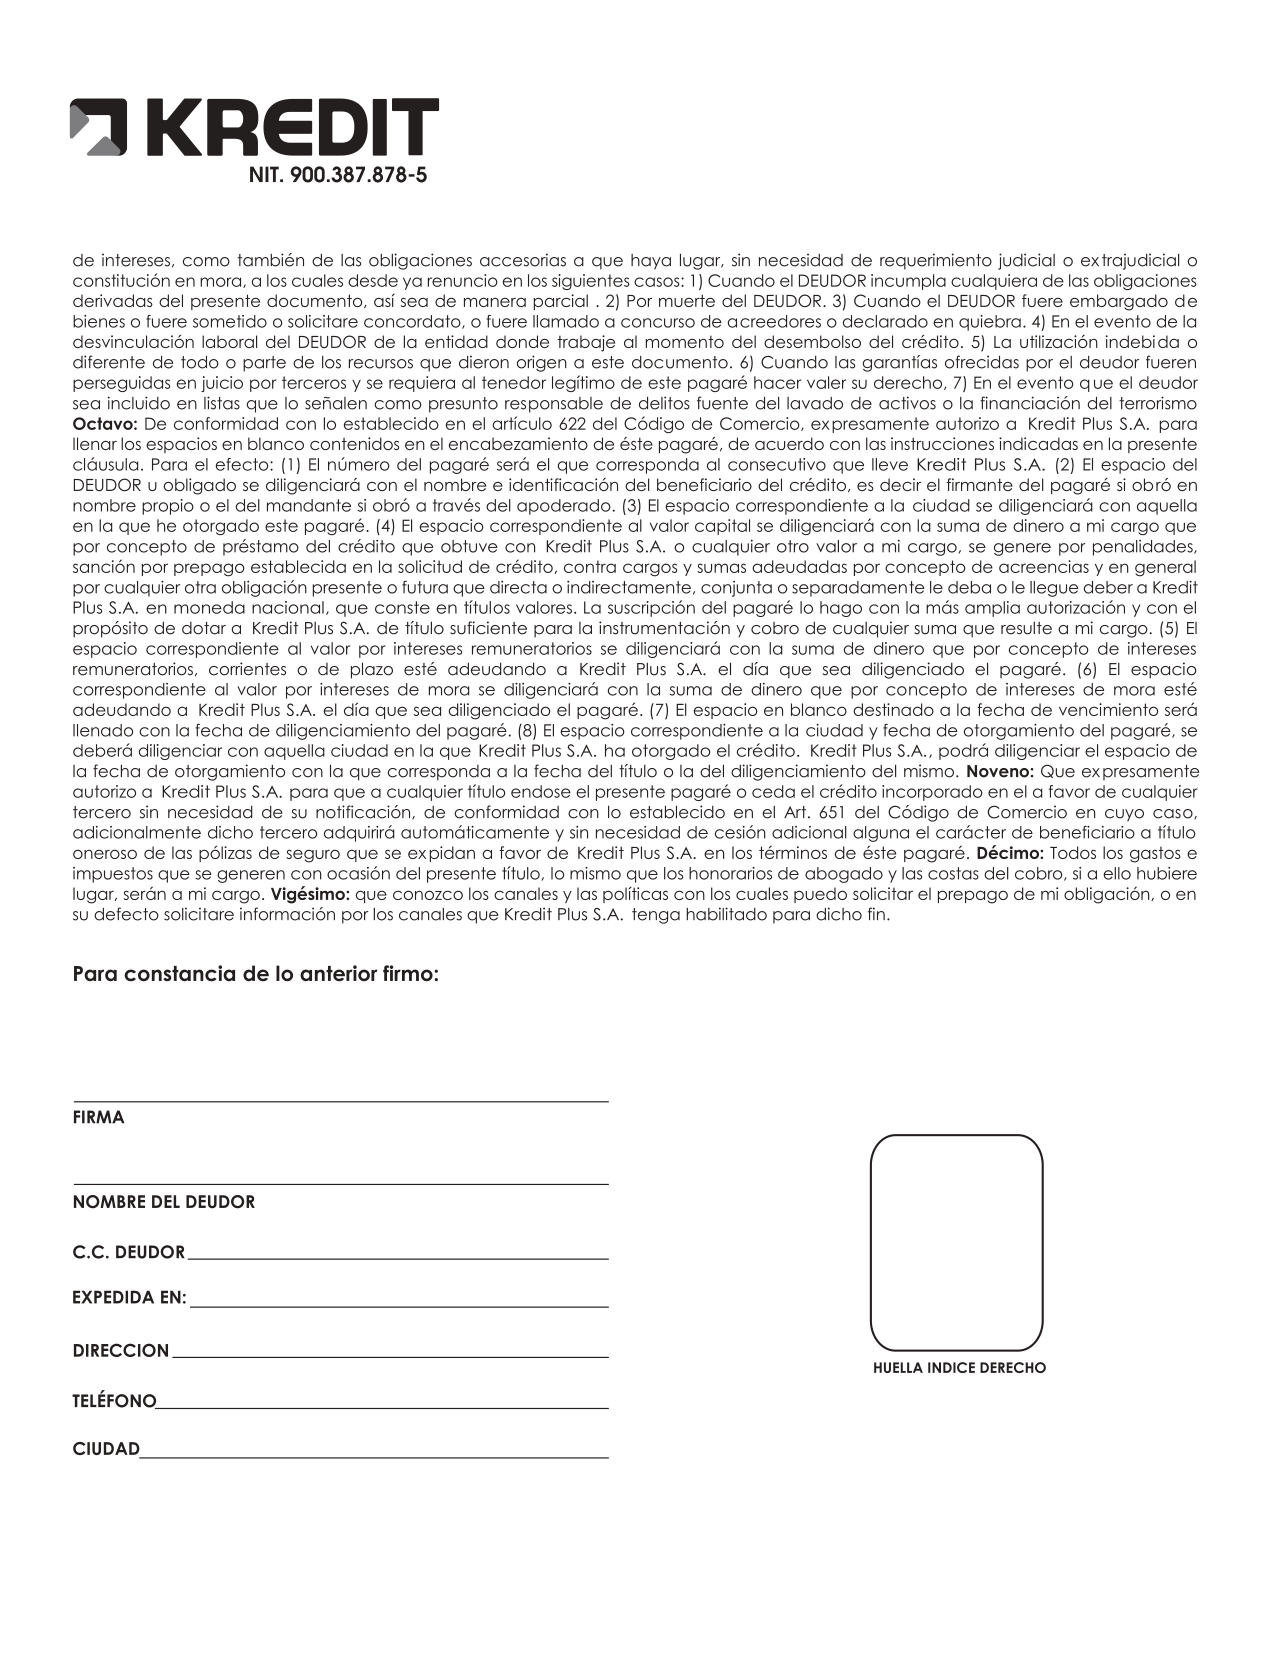 KREDIT
NIT. 900.387.878-5
de intereses, como también de las obligaciones accesorias a que haya lugar, sin necesidad de requerimiento judicial o extrajudicial o
constitución en mora, a los cuales desde ya renuncio en los siguientes casos: 1) Cuando el DEUDOR incumpla cualquiera de las obligaciones
derivadas del presente documento, así sea de manera parcial . 2) Por muerte del DEUDOR. 3) Cuando el DEUDOR fuere embargado de
bienes o fuere sometido o solicitare concordato, o fuere llamado a concurso de acreedores o declarado en quiebra. 4) En el evento de la
desvinculación laboral del DEUDOR de la entidad donde trabaje al momento del desembolso del crédito. 5) La utilización indebida o
diferente de todo o parte de los recursos que dieron origen a este documento. 6) Cuando las garantías ofrecidas por el deudor fueren
perseguidas en juicio por terceros y se requiera al tenedor legítimo de este pagaré hacer valer su derecho, 7) En el evento que el deudor
sea incluido en listas que lo señalen como presunto responsable de delitos fuente del lavado de activos o la financiación del terrorismo
Octavo: De conformidad con lo establecido en el artículo 622 del Código de Comercio, expresamente autorizo a Kredit Plus S.A. para
llenar los espacios en blanco contenidos en el encabezamiento de éste pagaré, de acuerdo con las instrucciones indicadas en la presente
cláusula. Para el efecto: (1) El número del pagaré será el que corresponda al consecutivo que lleve Kredit Plus S.A. (2) El espacio del
DEUDOR u obligado se diligenciará con el nombre e identificación del beneficiario del crédito, es decir el firmante del pagaré si obró en
nombre propio o el del mandante si obró a través del apoderado. (3) El espacio correspondiente a la ciudad se diligenciará con aquella
en la que he otorgado este pagaré. (4) El espacio correspondiente al valor capital se diligenciará con la suma de dinero a mi cargo que
por concepto de préstamo del crédito que obtuve con Kredit Plus S.A. o cualquier otro valor a mi cargo, se genere por penalidades,
sanción por prepago establecida en la solicitud de crédito, contra cargos y sumas adeudadas por concepto de acreencias y en general
por cualquier otra obligación presente o futura que directa o indirectamente, conjunta o separadamente le deba o le llegue deber a Kredit
Plus S.A. en moneda nacional, que conste en títulos valores. La suscripción del pagaré lo hago con la más amplia autorización y con el
propósito de dotar a Kredit Plus S.A. de título suficiente para la instrumentación y cobro de cualquier suma que resulte a mi cargo. (5) El
espacio correspondiente al valor por intereses remuneratorios se diligenciará con la suma de dinero que por concepto de intereses
remuneratorios, corrientes o de plazo esté adeudando a Kredit Plus S.A. el día que sea diligenciado el pagaré. (6) El espacio
correspondiente al valor por intereses de mora se diligenciará con la suma de dinero que por concepto de intereses de mora esté
adeudando a Kredit Plus S.A. el día que sea diligenciado el pagaré. (7) El espacio en blanco destinado a la fecha de vencimiento será
llenado con la fecha de diligenciamiento del pagaré. (8) El espacio correspondiente a la ciudad y fecha de otorgamiento del pagaré, se
deberá diligenciar con aquella ciudad en la que Kredit Plus S.A. ha otorgado el crédito. Kredit Plus S.A., podrá diligenciar el espacio de
la fecha de otorgamiento con la que corresponda a la fecha del título o la del diligenciamiento del mismo. Noveno: Que expresamente
autorizo a Kredit Plus S.A. para que a cualquier título endose el presente pagaré o ceda el crédito incorporado en el a favor de cualquier
tercero sin necesidad de su notificación, de conformidad con lo establecido en el Art. 651 del Código de Comercio en cuyo caso,
adicionalmente dicho tercero adquirirá automáticamente y sin necesidad de cesión adicional alguna el carácter de beneficiario a título
oneroso de las pólizas de seguro que se expidan a favor de Kredit Plus S.A. en los términos de éste pagaré. Décimo: Todos los gastos e
impuestos que se generen con ocasión del presente título, lo mismo que los honorarios de abogado y las costas del cobro, si a ello hubiere
lugar, serán a mi cargo. Vigésimo: que conozco los canales y las políticas con los cuales puedo solicitar el prepago de mi obligación, o en
su defecto solicitare información por los canales que Kredit Plus S.A. tenga habilitado para dicho fin.
Para constancia de lo anterior firmo:
FIRMA
NOMBRE DEL DEUDOR
C.C. DEUDOR
EXPEDIDA EN:
DIRECCION
TELÉFONO
CIUDAD
HUELLA INDICE DERECHO